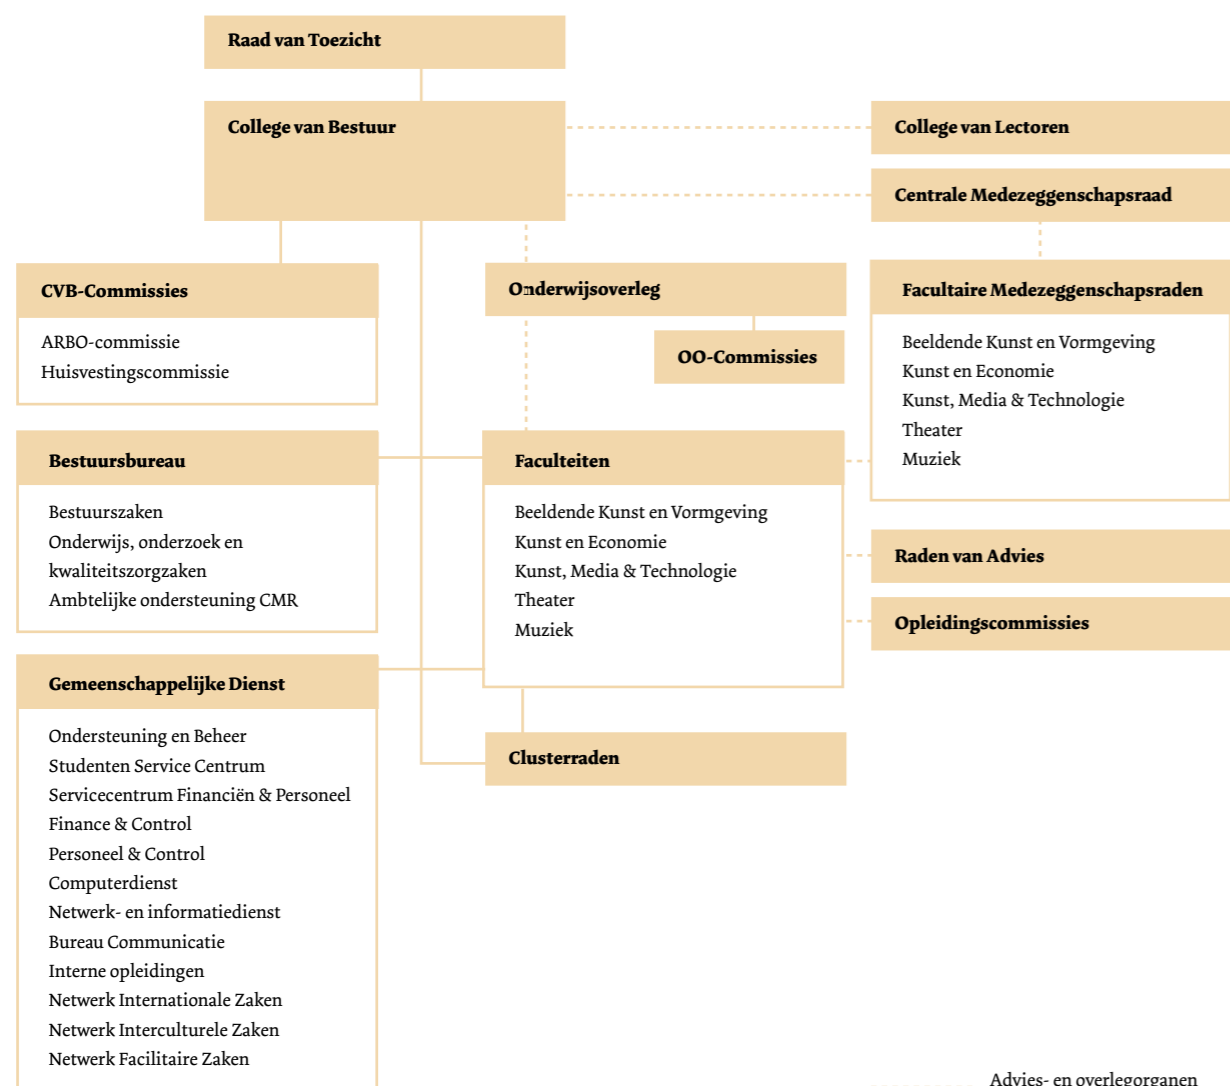 Raad van Toezicht
College van Bestuur
College van Lectoren
Centrale Medezeggenschapsraad
CVB-Commissies
ARBO-commissie
Huisvestingscommissie
Onderwijsoverleg
OO-Commissies
Facultaire Medezeggenschapsraden
Beeldende Kunst en Vormgeving
Kunst en Economie
Kunst, Media & Technologie
Theater
Muziek
Bestuursbureau
Bestuurszaken
Onderwijs, onderzoek en
kwaliteitszorgzaken
Ambtelijke ondersteuning CMR
Faculteiten
Beeldende Kunst en Vormgeving
Kunst en Economie
Kunst, Media & Technologie
Theater
Muziek
Raden van Advies
Opleidingscommissies
Gemeenschappelijke Dienst
Ondersteuning en Beheer
Studenten Service Centrum
Servicecentrum Financiën & Personeel
Finance & Control
Personeel & Control
Computerdienst
Netwerk- en informatiedienst
Bureau Communicatie
Interne opleidingen
Netwerk Internationale Zaken
Netwerk Interculturele Zaken
Netwerk Facilitaire Zaken
Clusterraden
Advies- en overlegorganen